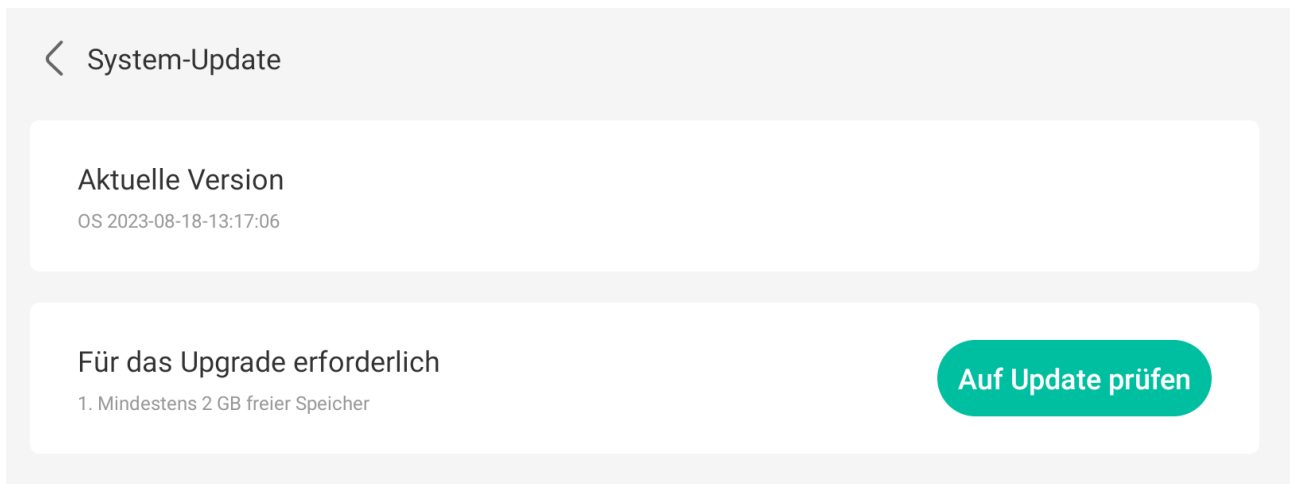 System-Update
Aktuelle Version
OS 2023-08-18-13:17:06
Für das Upgrade erforderlich
1. Mindestens 2 GB freier Speicher
Auf Update prüfen